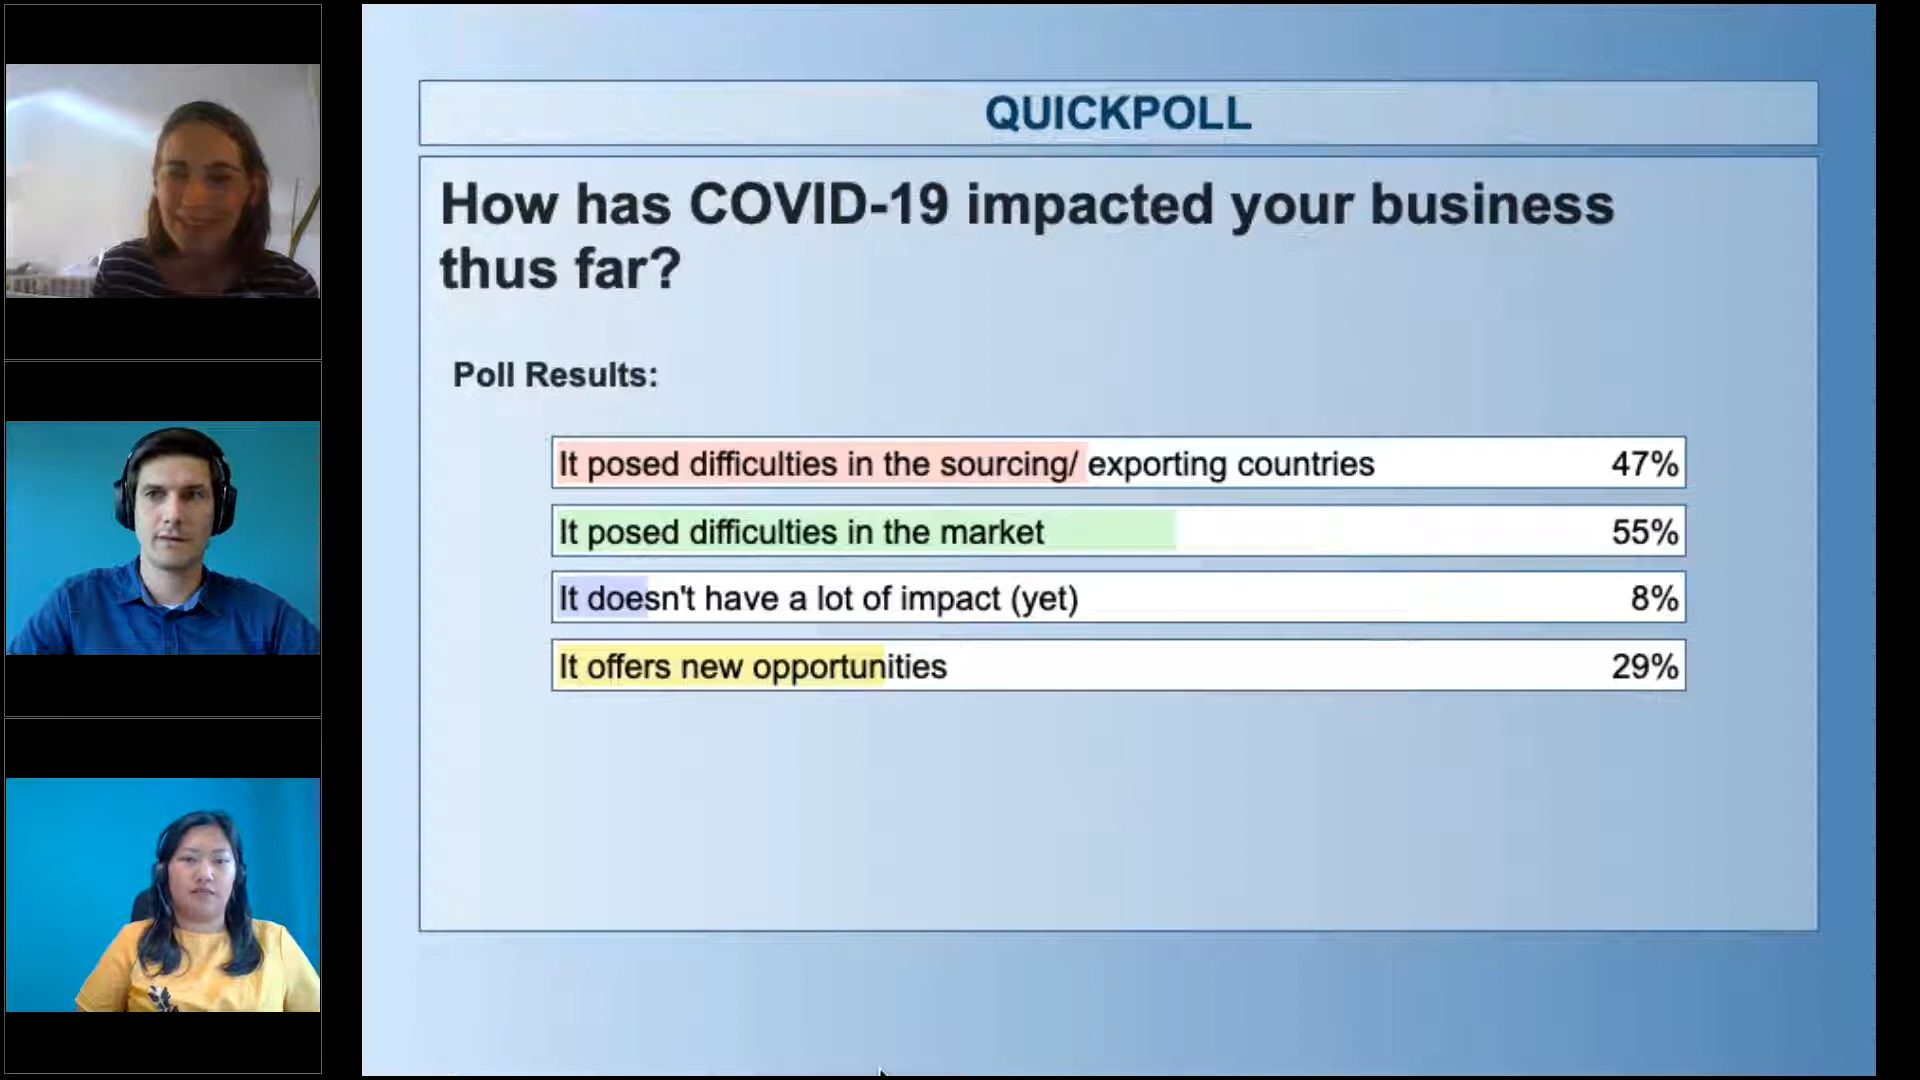 QUICKPOLL
How has COVID-19 impacted your business
thus far?
Poll Results:
It posed difficulties in the sourcing/ exporting countries 47%
It posed difficulties in the market 55%
It doesn't have a lot of impact (yet) 8%
It offers new opportunities 29%